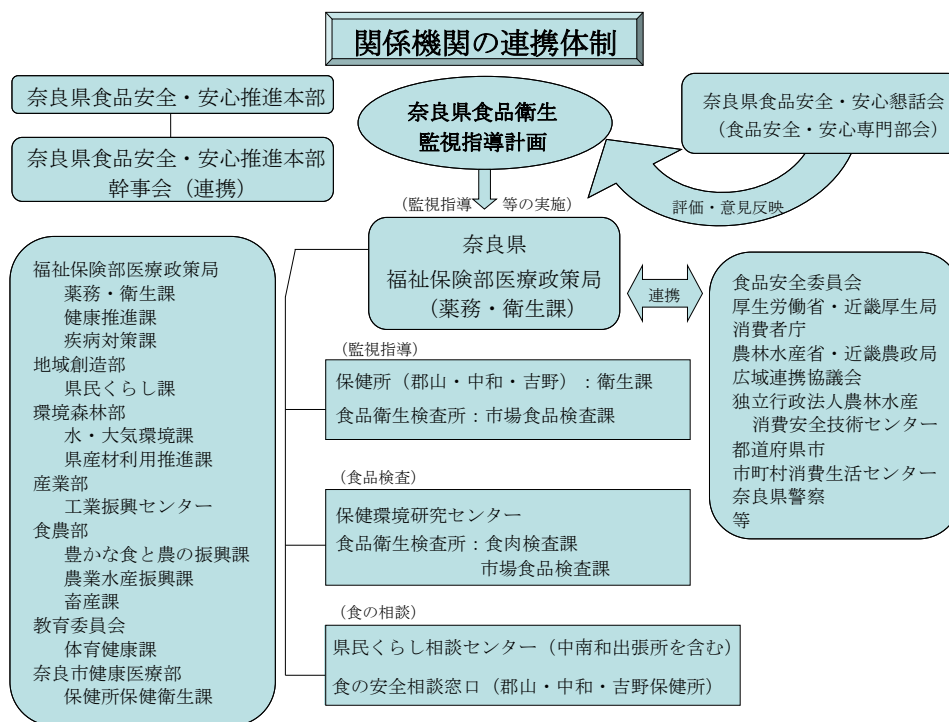 関係機関の連携体制
奈良県食品安全・安心推進本部
奈良県食品安全・安心推進本部
幹事会（連携）
奈良県食品衛生
監視指導計画
奈良県食品安全・安心懇話会
（食品安全・安心専門部会）
評価・意見反映
（監視指導 等の実施）
奈良県
福祉保険部医療政策局
（薬務・衛生課）
連携
福祉保険部医療政策局
薬務・衛生課
健康推進課
疾病対策課
地域創造部
県民くらし課
環境森林部
水・大気環境課
県産材利用推進課
産業部
工業振興センター
食農部
豊かな食と農の振興課
農業水産振興課
畜産課
教育委員会
体育健康課
奈良市健康医療部
保健所保健衛生課
（監視指導）
保健所（郡山・中和・吉野）：衛生課
食品衛生検査所：市場食品検査課
（食品検査）
保健環境研究センター
食品衛生検査所：食肉検査課
市場食品検査課
（食の相談）
県民くらし相談センター（中南和出張所を含む）
食の安全相談窓口（郡山・中和・吉野保健所）
食品安全委員会
厚生労働省・近畿厚生局
消費者庁
農林水産省・近畿農政局
広域連携協議会
独立行政法人農林水産
消費安全技術センター
都道府県市
市町村消費生活センター
奈良県警察
等